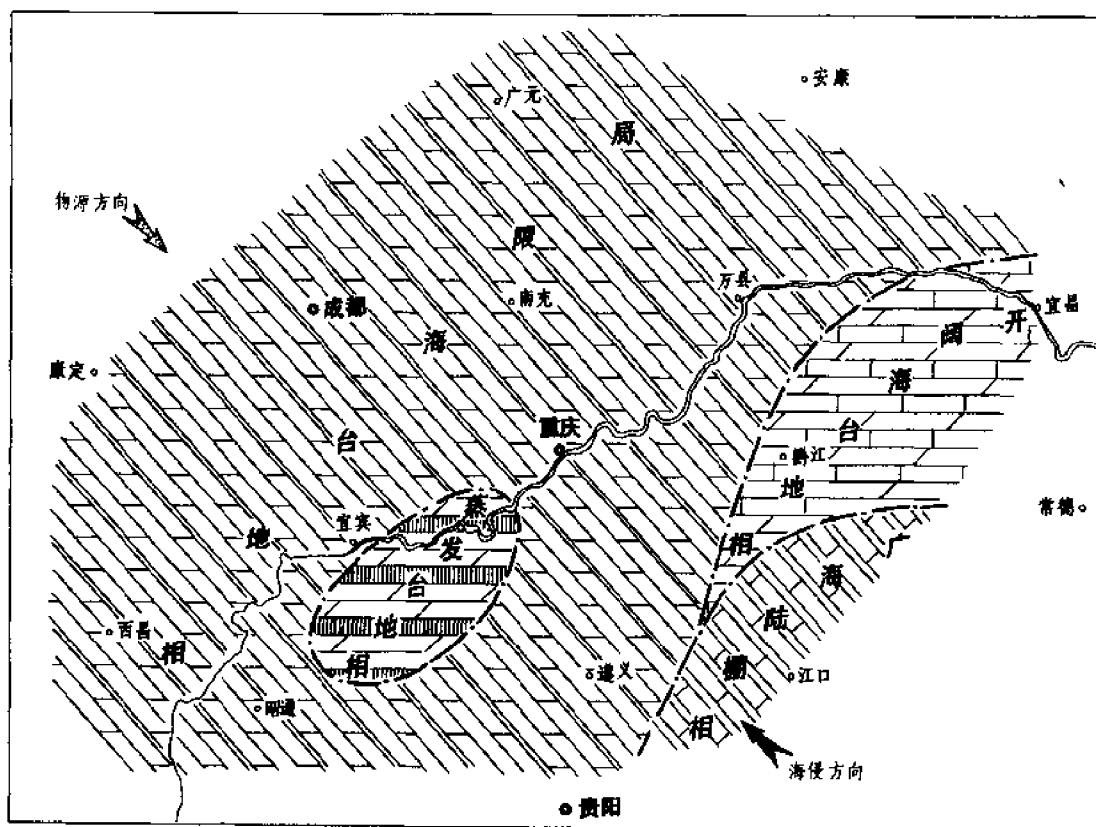 安康
广元
物源方向
局限海台地相
万县
宜昌
成都
南充
开阔海台地相
康定
重庆
黔江
常德
宜宾
蒸发台地相
广海陆棚相
西昌
遵义
江口
昭通
海侵方向
贵阳